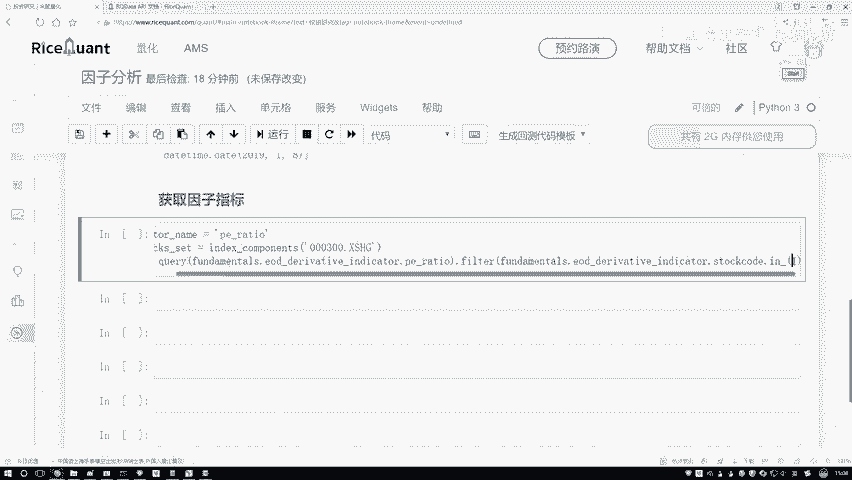 RiceQuant
量化
AMS
预约路演
帮助文档
社区
因子分析 最后检查: 18 分钟前 (未保存改变)
文件 编辑 查看 插入 单元格 服务 Widgets 帮助
可信的
Python 3
运行
代码
生成回测代码模板
共有 2G 内存供您使用
datetime.date(2019, 1, 8)]
获取因子指标
In [ ]: tor_name = 'pe_ratio'
cks_set = index_components('000300.XSHG')
query(fundamentals.eod_derivative_indicator.pe_ratio).filter(fundamentals.eod_derivative_indicator.stockcode.in_())
In [ ]:
In [ ]:
In [ ]:
In [ ]:
In [ ]: